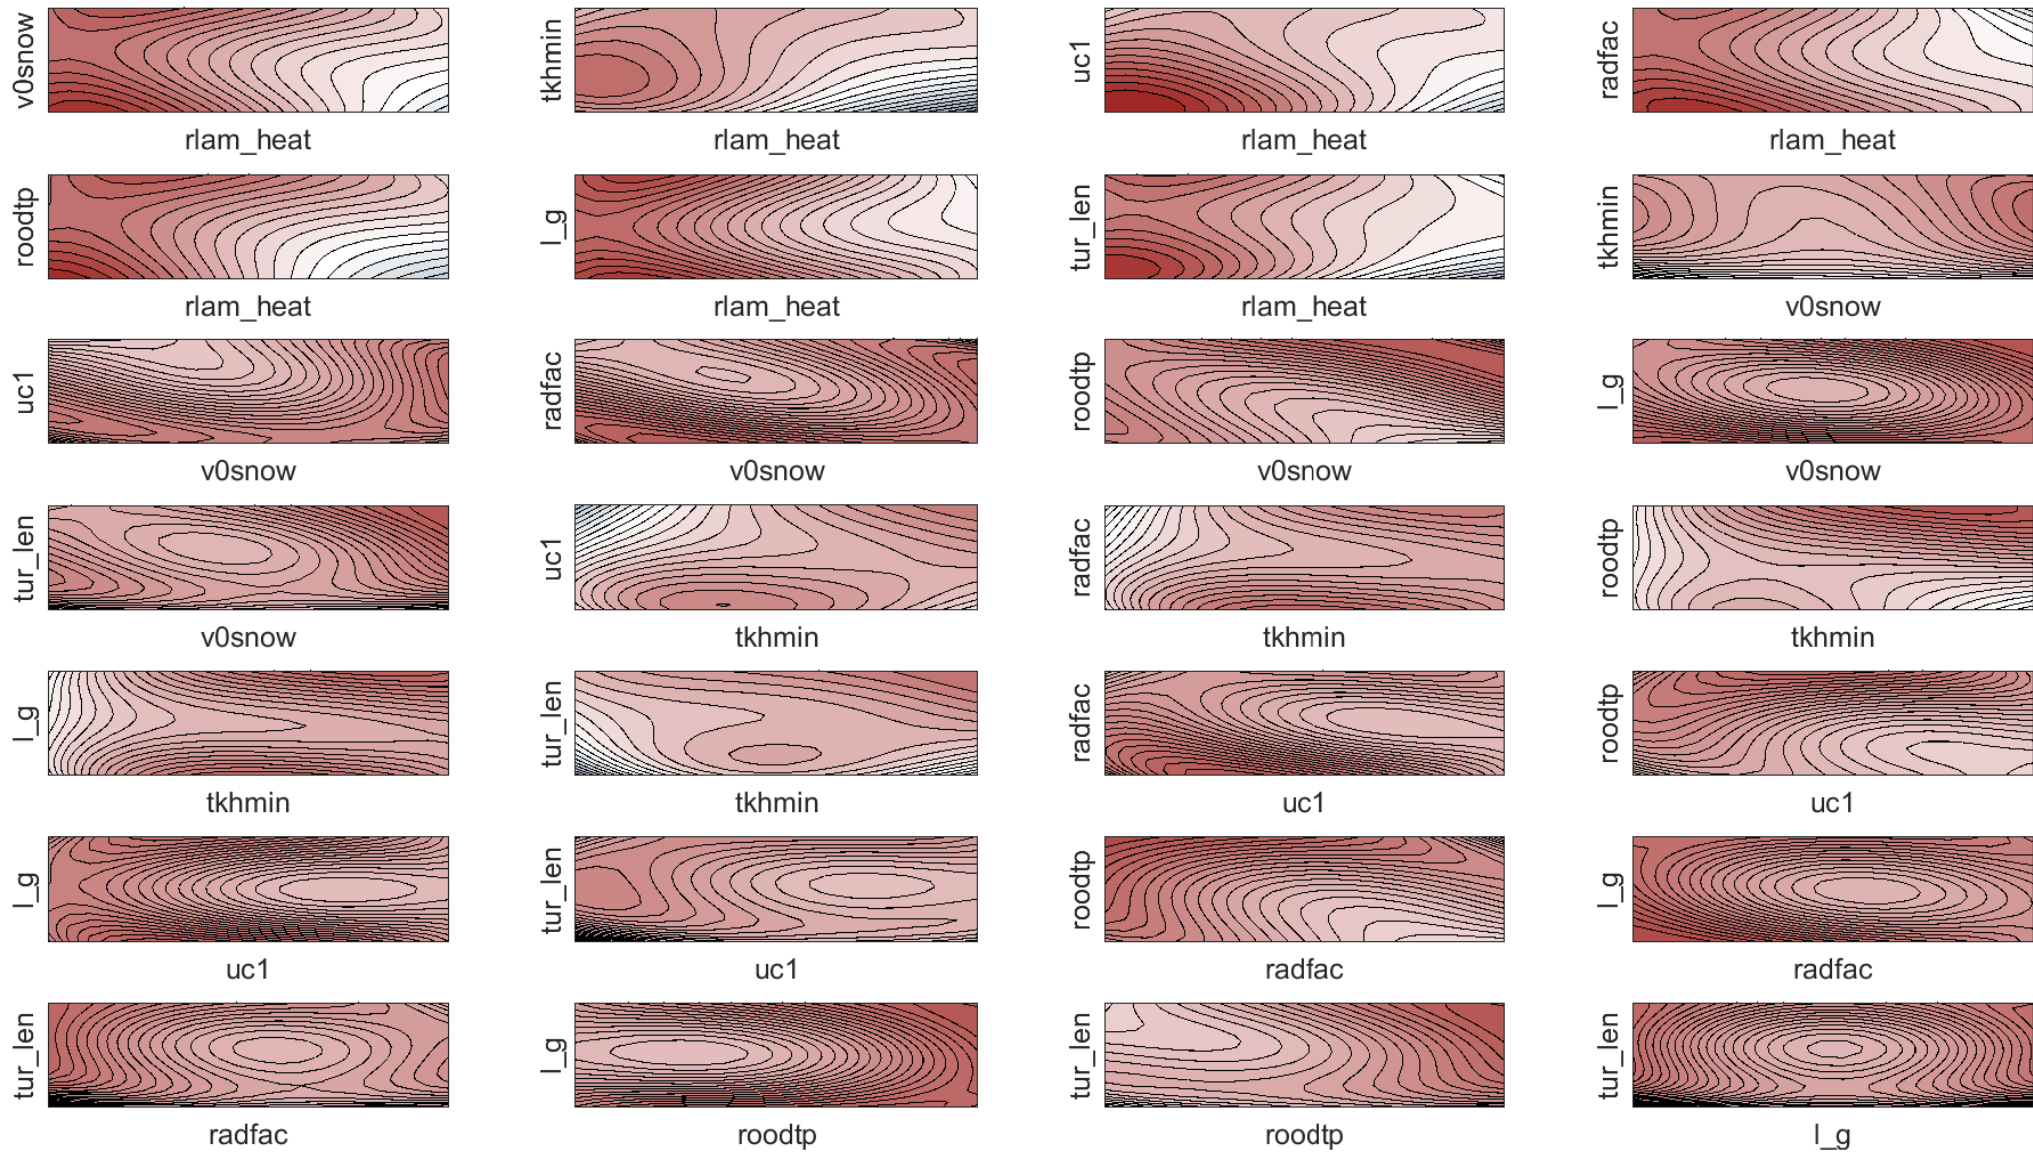 v0snow
rlam_heat
tkhmin
rlam_heat
uc1
rlam_heat
radfac
rlam_heat
roodtp
rlam_heat
l_g
rlam_heat
tur_len
rlam_heat
tkhmin
v0snow
uc1
v0snow
radfac
v0snow
roodtp
v0snow
l_g
v0snow
tur_len
v0snow
uc1
tkhmin
radfac
tkhmin
roodtp
tkhmin
l_g
tkhmin
tur_len
tkhmin
radfac
uc1
roodtp
uc1
l_g
uc1
tur_len
uc1
roodtp
radfac
l_g
radfac
tur_len
radfac
l_g
roodtp
tur_len
roodtp
tur_len
l_g